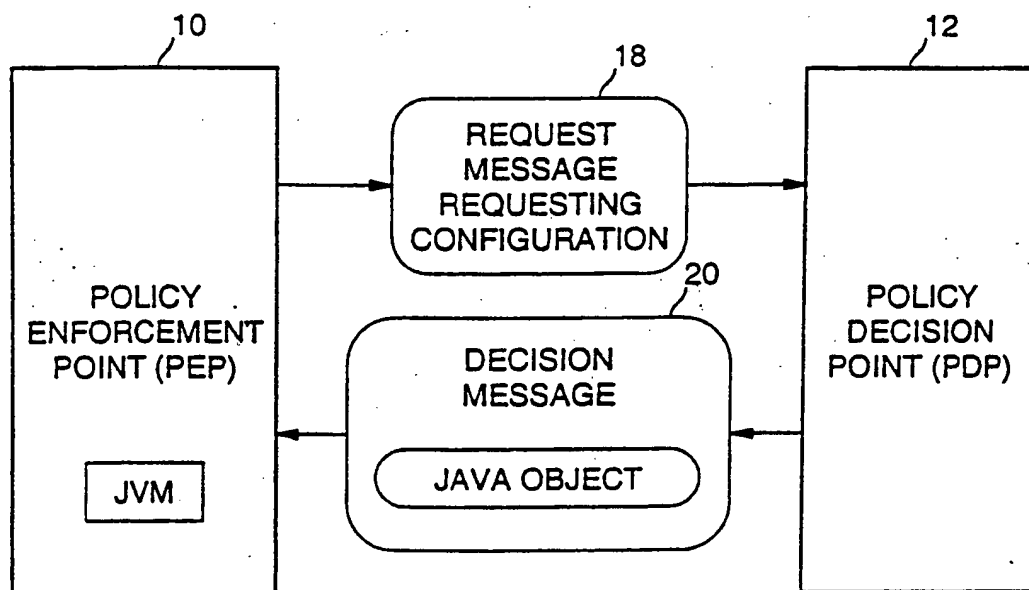 10
12
18
REQUEST
MESSAGE
REQUESTING
CONFIGURATION
20
POLICY
ENFORCEMENT
POINT (PEP)
DECISION
MESSAGE
POLICY
DECISION
POINT (PDP)
JAVA OBJECT
JVM